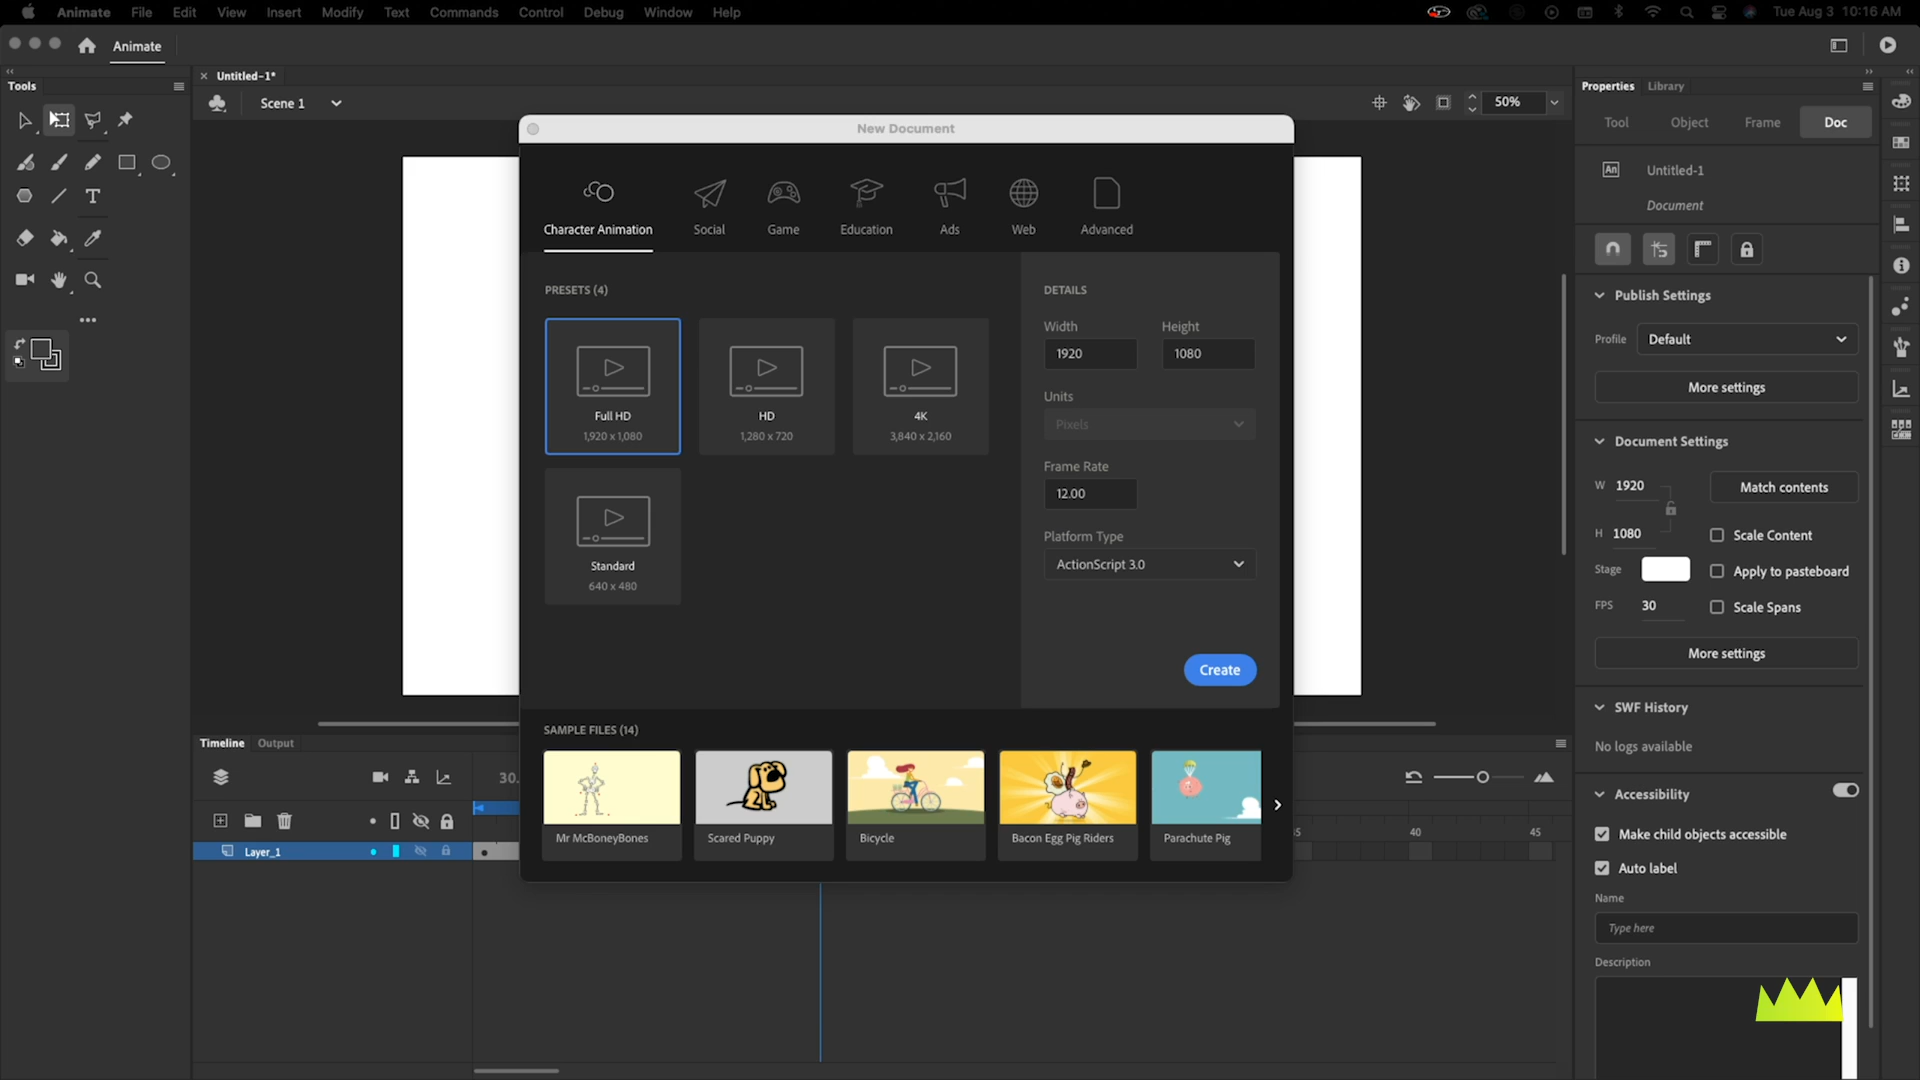 Animate File Edit View Insert Modify Text Commands Control Debug Window Help Tue Aug 3 10:16 AM
Animate
Tools
Untitled-1*
Scene 1
50%
T
New Document
Character Animation Social Game Education Ads Web Advanced
PRESETS (4)
Full HD
1,920 x 1,080
HD
1,280 x 720
4K
3,840 x 2,160
Standard
640 x 480
DETAILS
Width Height
1920 1080
Units
Pixels
Frame Rate
12.00
Platform Type
ActionScript 3.0
Create
SAMPLE FILES (14)
Mr McBoneyBones Scared Puppy Bicycle Bacon Egg Pig Riders Parachute Pig
Timeline Output
30.
40 45
Layer_1
Properties Library
Tool Object Frame Doc
An Untitled-1
Document
Publish Settings
Profile Default
More settings
Document Settings
W 1920 Match contents
H 1080 Scale Content
Stage Apply to pasteboard
FPS 30 Scale Spans
More settings
SWF History
No logs available
Accessibility
Make child objects accessible
Auto label
Name
Type here
Description